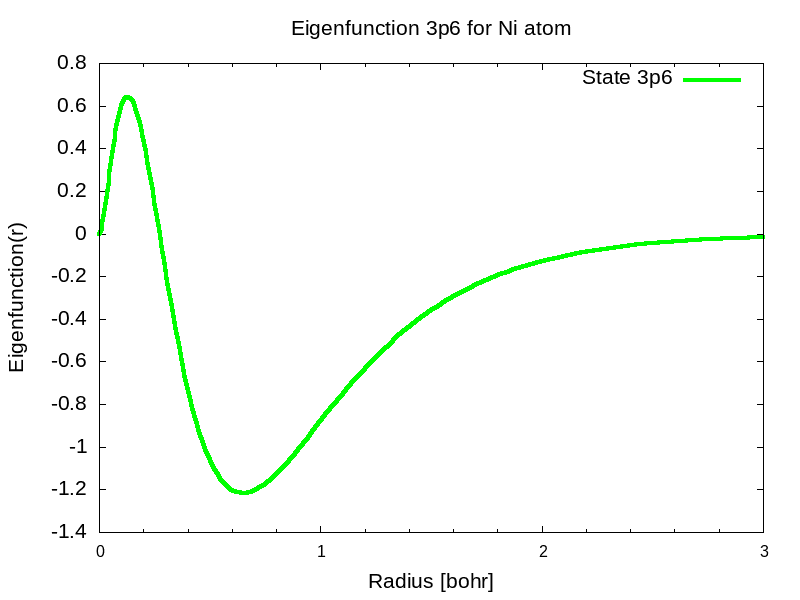 Eigenfunction 3p6 for Ni atom
State 3p6
0.8
0.6
0.4
0.2
0
-0.2
-0.4
-0.6
-0.8
-1
-1.2
-1.4
Eigenfunction(r)
0 1 2 3
Radius [bohr]